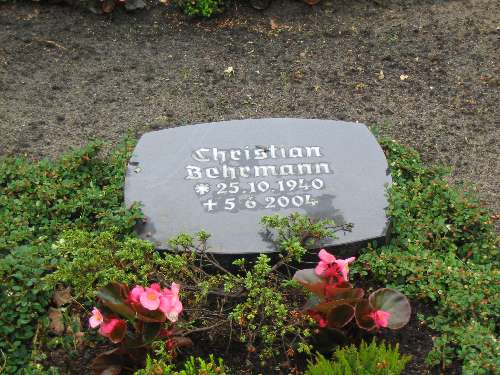 Christian
Behrmann
* 25.10.1940
✝ 5.6 2004